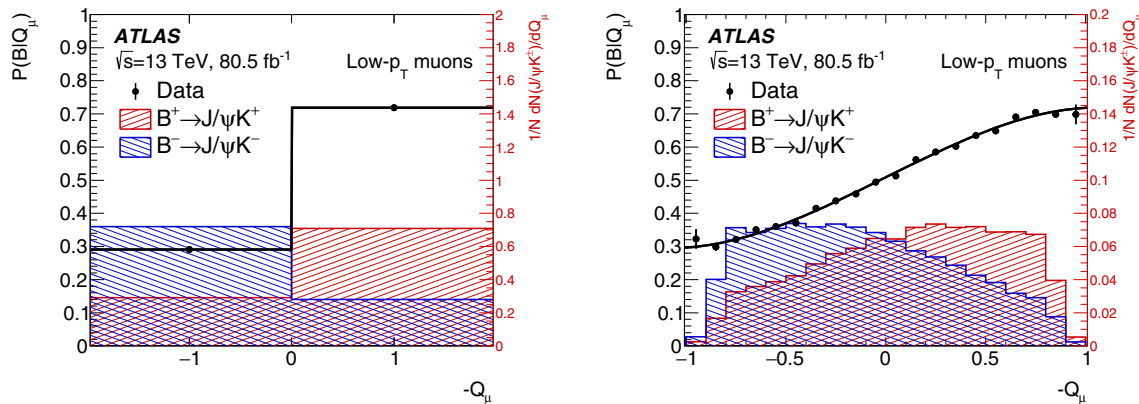 ATLAS
√s=13 TeV, 80.5 fb⁻¹
Low-p_T muons
Data
B⁺→J/ψK⁺
B⁻→J/ψK⁻
P(B|Q_μ)
1
0.9
0.8
0.7
0.6
0.5
0.4
0.3
0.2
0.1
0
−1 0 1
-Q_μ
2
1.8
1.6
1.4
1.2
1
0.8
0.6
0.4
0.2
0
1/N dN(J/ψK^±)/dQ_μ
ATLAS
√s=13 TeV, 80.5 fb⁻¹
Low-p_T muons
Data
B⁺→J/ψK⁺
B⁻→J/ψK⁻
P(B|Q_μ)
1
0.9
0.8
0.7
0.6
0.5
0.4
0.3
0.2
0.1
0
−1 −0.5 0 0.5 1
-Q_μ
0.2
0.18
0.16
0.14
0.12
0.1
0.08
0.06
0.04
0.02
0
1/N dN(J/ψK^±)/dQ_μ